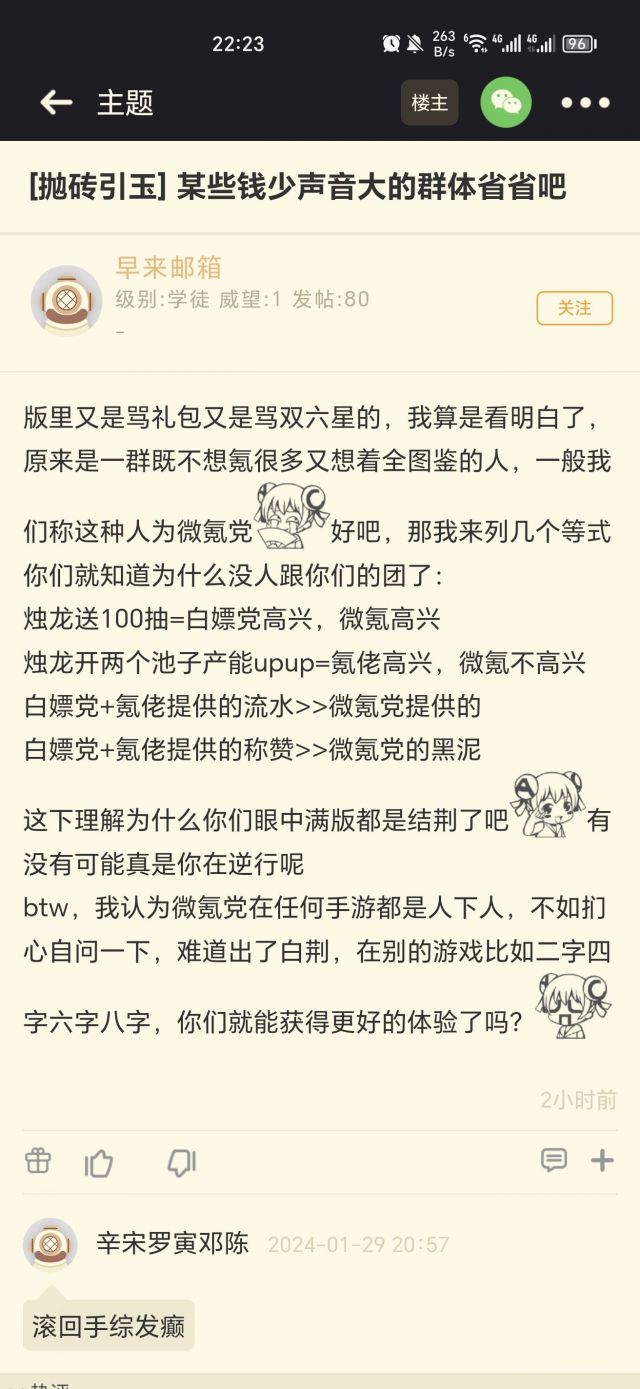 22:23
263 B/s
6
4G
4G
96
主题
楼主
[抛砖引玉] 某些钱少声音大的群体省省吧
早来邮箱
级别:学徒 威望:1 发帖:80
-
关注
版里又是骂礼包又是骂双六星的，我算是看明白了，
原来是一群既不想氪很多又想着全图鉴的人，一般我
们称这种人为微氪党 好吧，那我来列几个等式
你们就知道为什么没人跟你们的团了：
烛龙送100抽=白嫖党高兴，微氪高兴
烛龙开两个池子产能upup=氪佬高兴，微氪不高兴
白嫖党+氪佬提供的流水>>微氪党提供的
白嫖党+氪佬提供的称赞>>微氪党的黑泥
这下理解为什么你们眼中满版都是结荆了吧 有
没有可能真是你在逆行呢
btw，我认为微氪党在任何手游都是人下人，不如扪
心自问一下，难道出了白荆，在别的游戏比如二字四
字六字八字，你们就能获得更好的体验了吗？
2小时前
辛宋罗寅邓陈 2024-01-29 20:57
滚回手综发癫